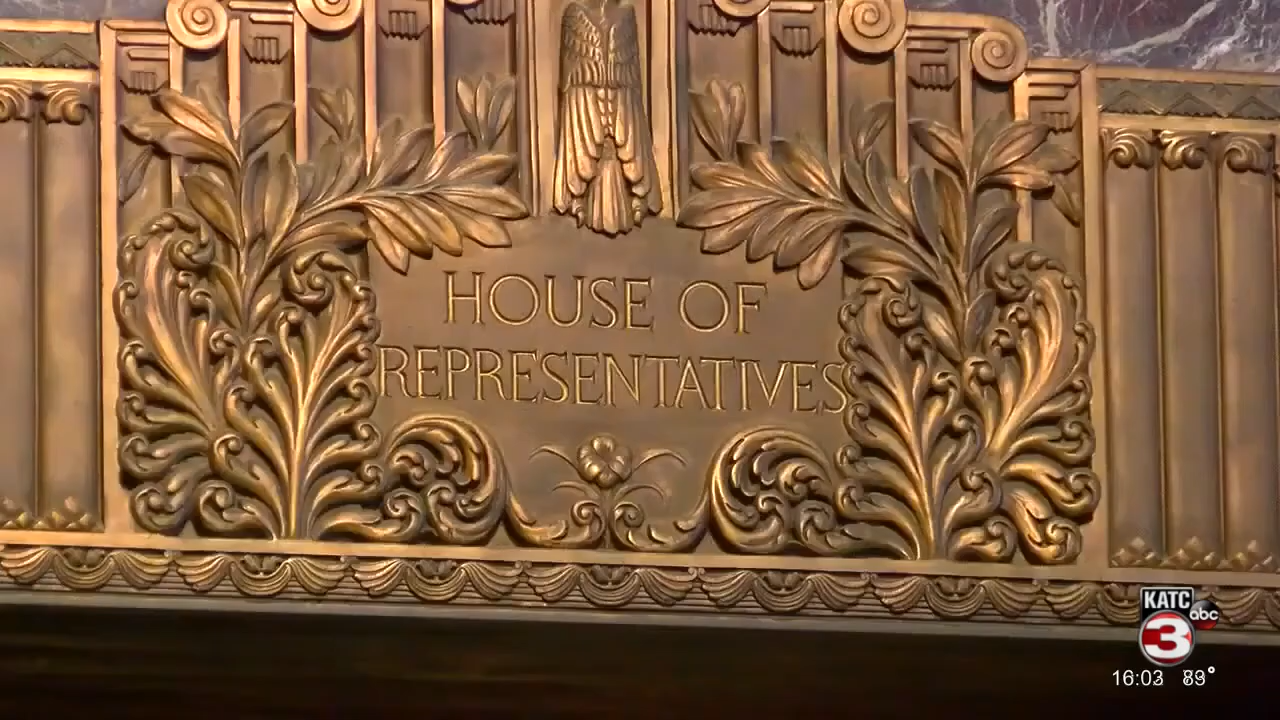 HOUSE OF
REPRESENTATIVES
KATC
abc
3
16:03 89°